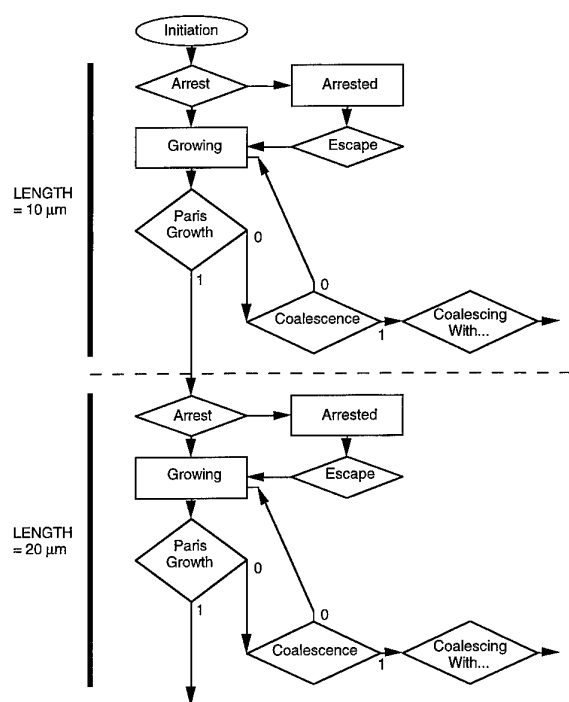 Initiation
Arrest
Arrested
Growing
Escape
LENGTH
= 10 μm
Paris
Growth
0
1
0
Coalescence
1
Coalescing
With...
Arrest
Arrested
Growing
Escape
LENGTH
= 20 μm
Paris
Growth
0
1
0
Coalescence
1
Coalescing
With...